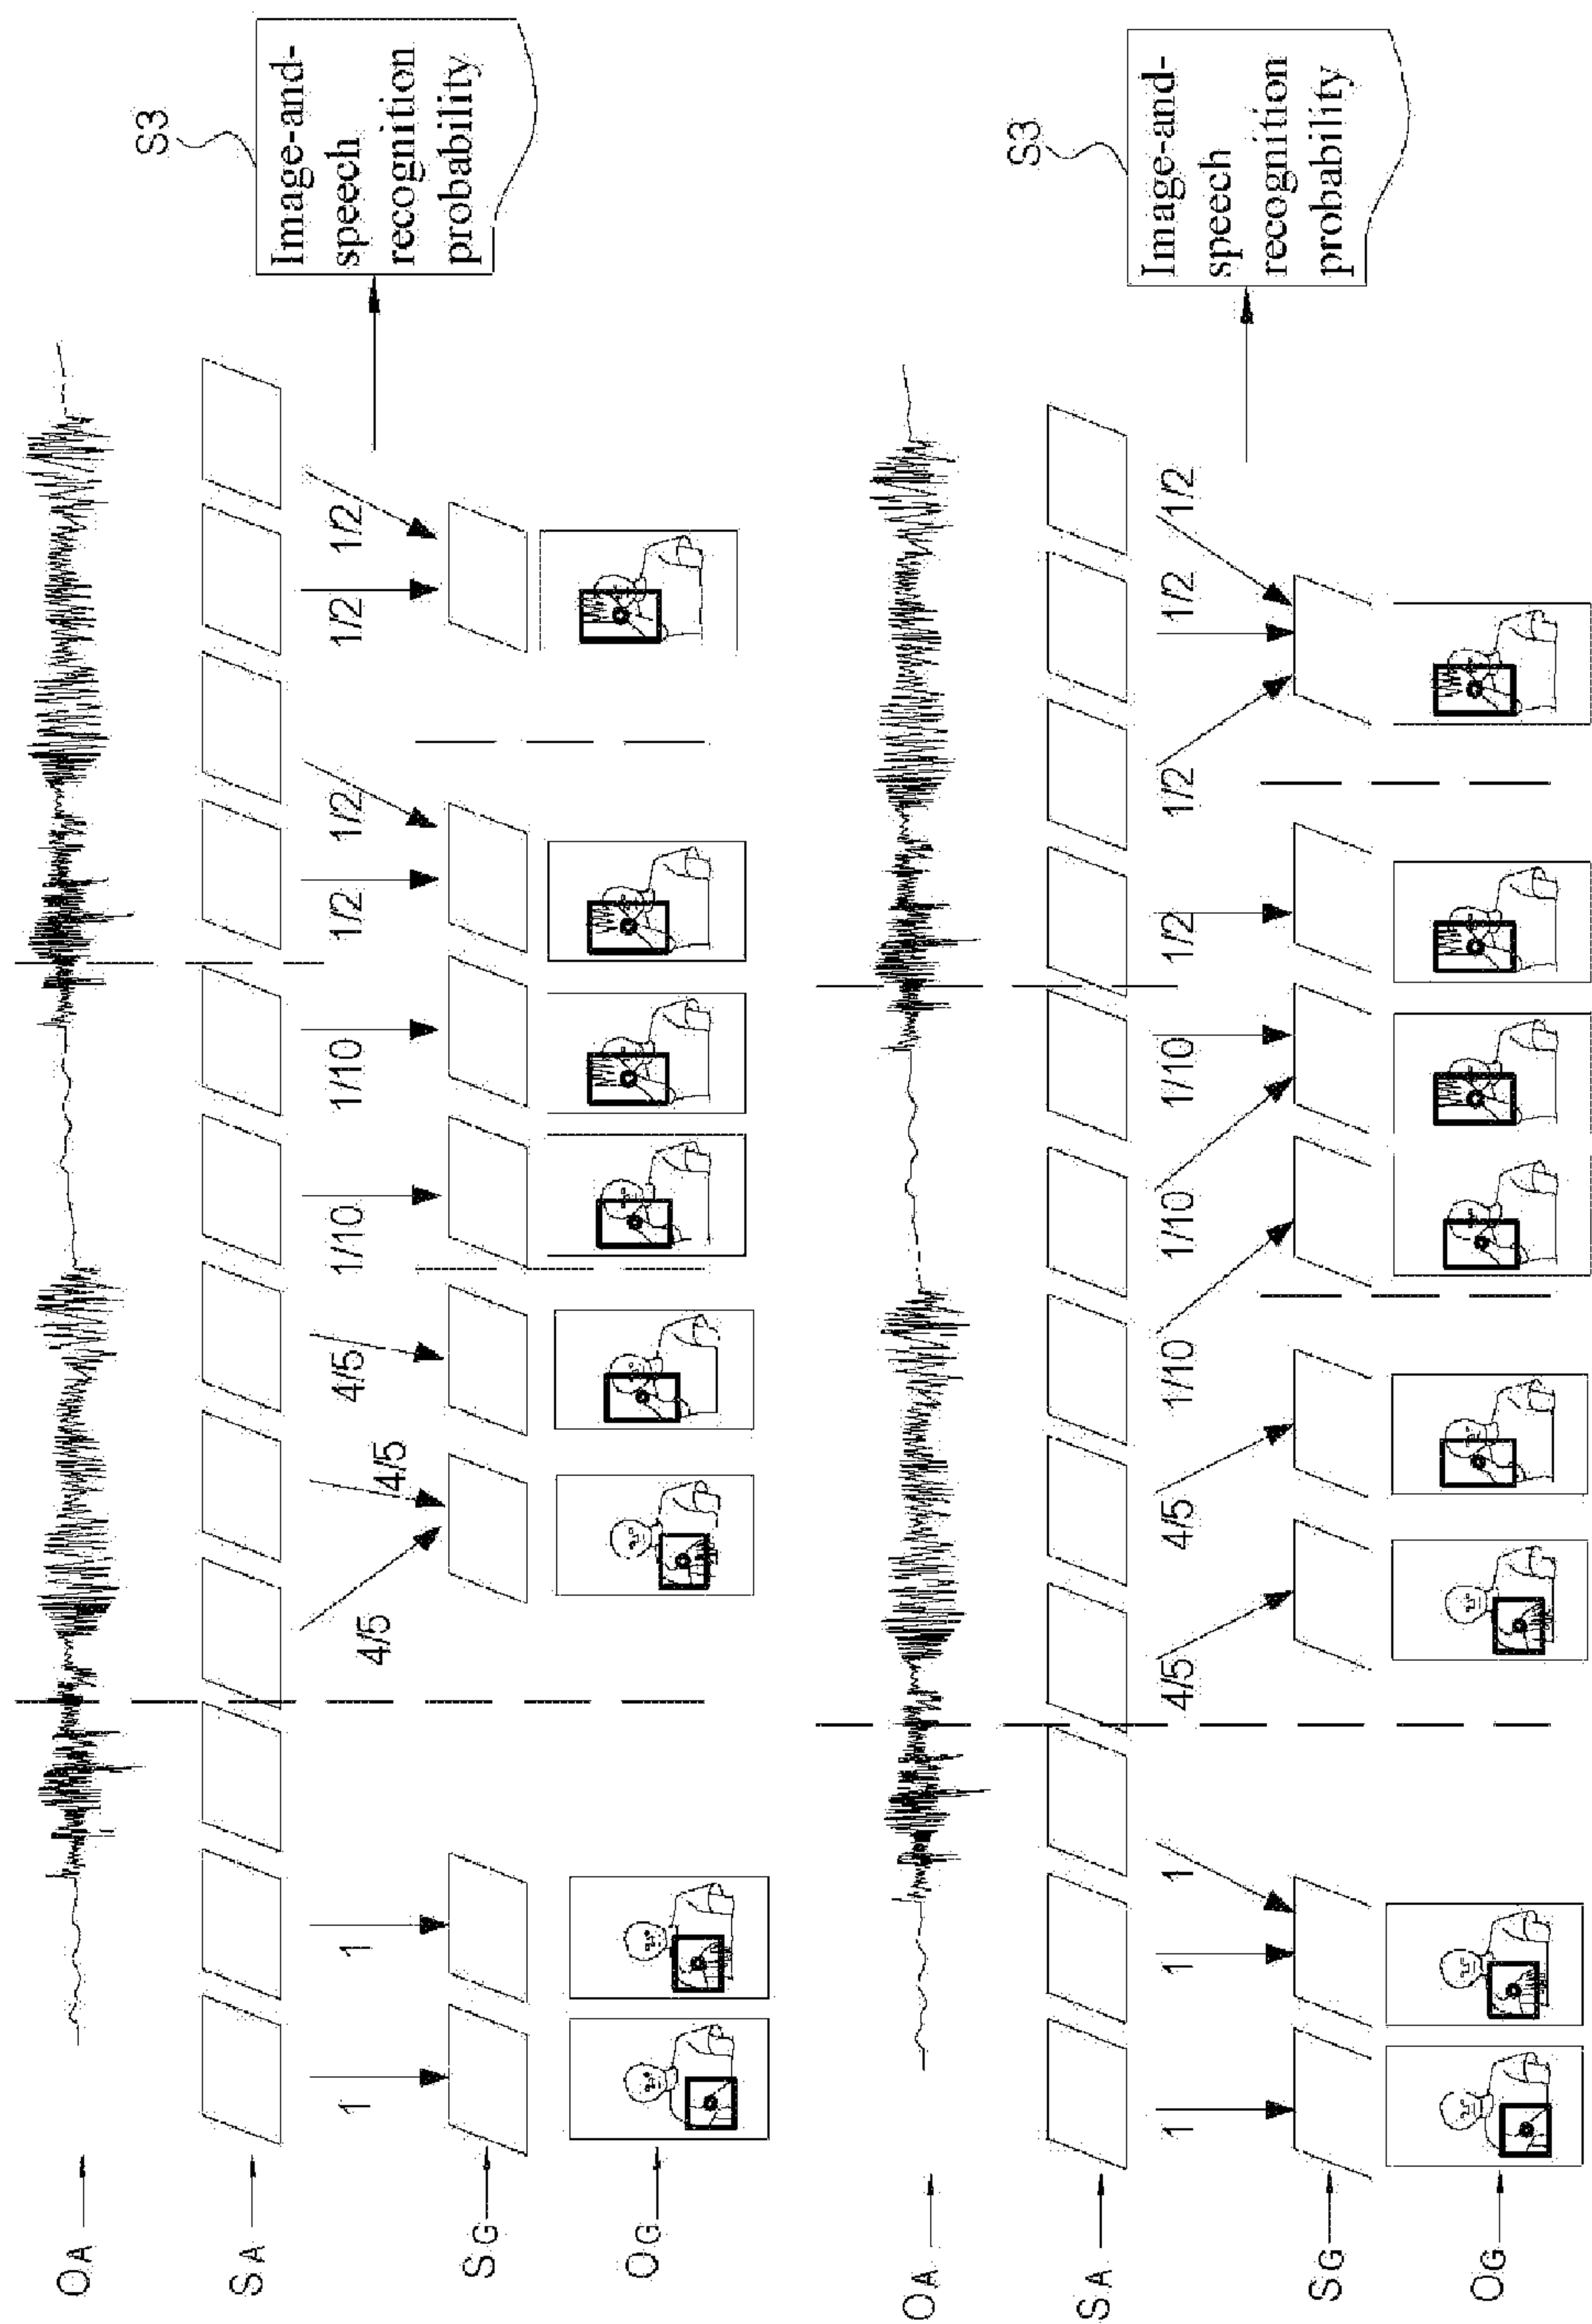 OA
S3
SA
Image-and-
speech
recognition
probability
1 1 4/5 4/5 4/5 1/10 1/10 1/2 1/2 1/2 1/2
SG
OG
OA
S3
SA
Image-and-
speech
recognition
probability
1 1 1 4/5 4/5 1/10 1/10 1/10 1/2 1/2 1/2 1/2
SG
OG